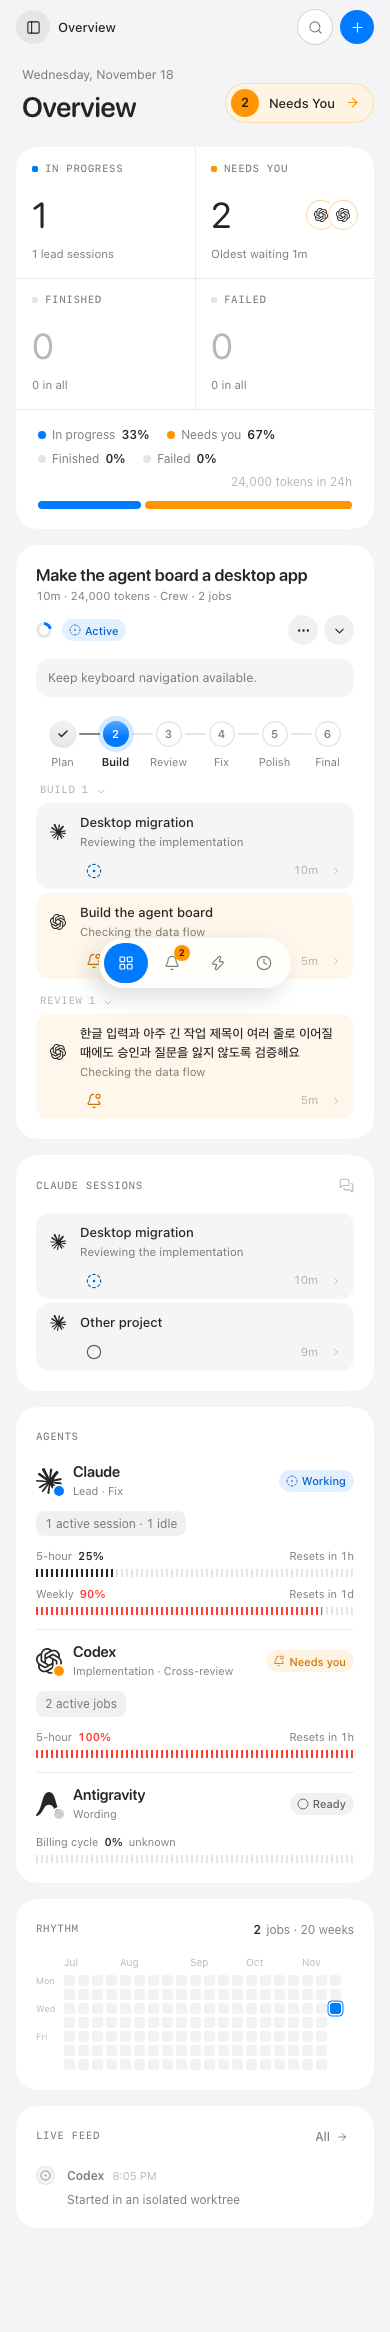 Overview
Wednesday, November 18
Overview
2 Needs You
IN PROGRESS
1
1 lead sessions
NEEDS YOU
2
Oldest waiting 1m
FINISHED
0
0 in all
FAILED
0
0 in all
In progress 33% Needs you 67%
Finished 0% Failed 0%
24,000 tokens in 24h
Make the agent board a desktop app
10m · 24,000 tokens · Crew · 2 jobs
Active
Keep keyboard navigation available.
2 3 4 5 6
Plan Build Review Fix Polish Final
BUILD 1
Desktop migration
Reviewing the implementation
10m
Build the agent board
Checking the data flow
5m
2
REVIEW 1
한글 입력과 아주 긴 작업 제목이 여러 줄로 이어질
때에도 승인과 질문을 잃지 않도록 검증해요
Checking the data flow
5m
CLAUDE SESSIONS
Desktop migration
Reviewing the implementation
10m
Other project
9m
AGENTS
Claude
Lead · Fix
Working
1 active session · 1 idle
5-hour 25% Resets in 1h
Weekly 90% Resets in 1d
Codex
Implementation · Cross-review
Needs you
2 active jobs
5-hour 100% Resets in 1h
Antigravity
Wording
Ready
Billing cycle 0% unknown
RHYTHM
2 jobs · 20 weeks
Jul Aug Sep Oct Nov
Mon
Wed
Fri
LIVE FEED
All
Codex 8:05 PM
Started in an isolated worktree